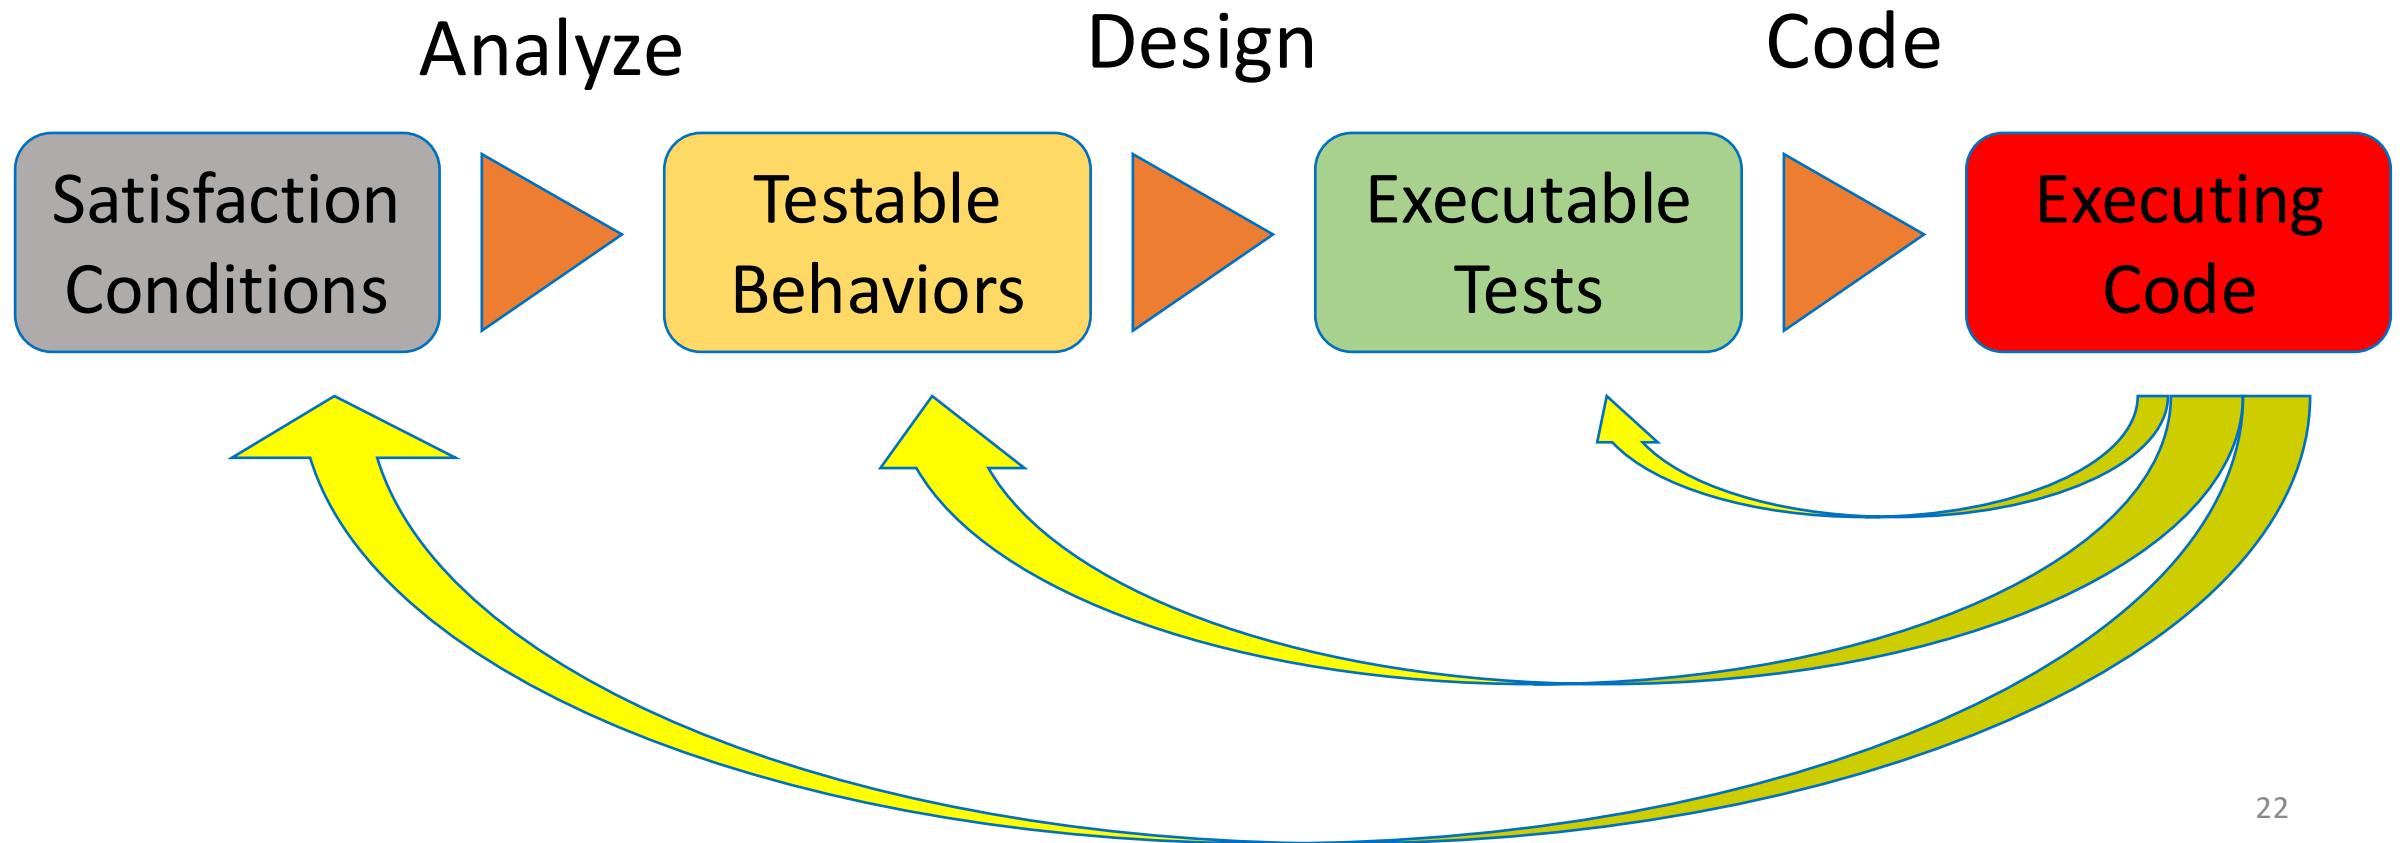 Analyze
Design
Code
Satisfaction
Conditions
Testable
Behaviors
Executable
Tests
Executing
Code
22